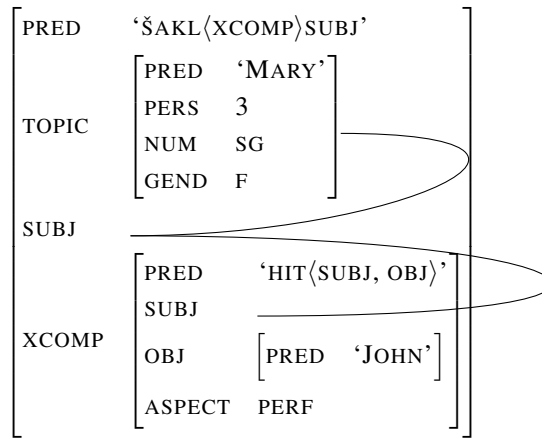 PRED ‘ŠAKL⟨XCOMP⟩SUBJ’
TOPIC
PRED ‘MARY’
PERS 3
NUM SG
GEND F
SUBJ
XCOMP
PRED ‘HIT⟨SUBJ, OBJ⟩’
SUBJ
OBJ [PRED ‘JOHN’]
ASPECT PERF